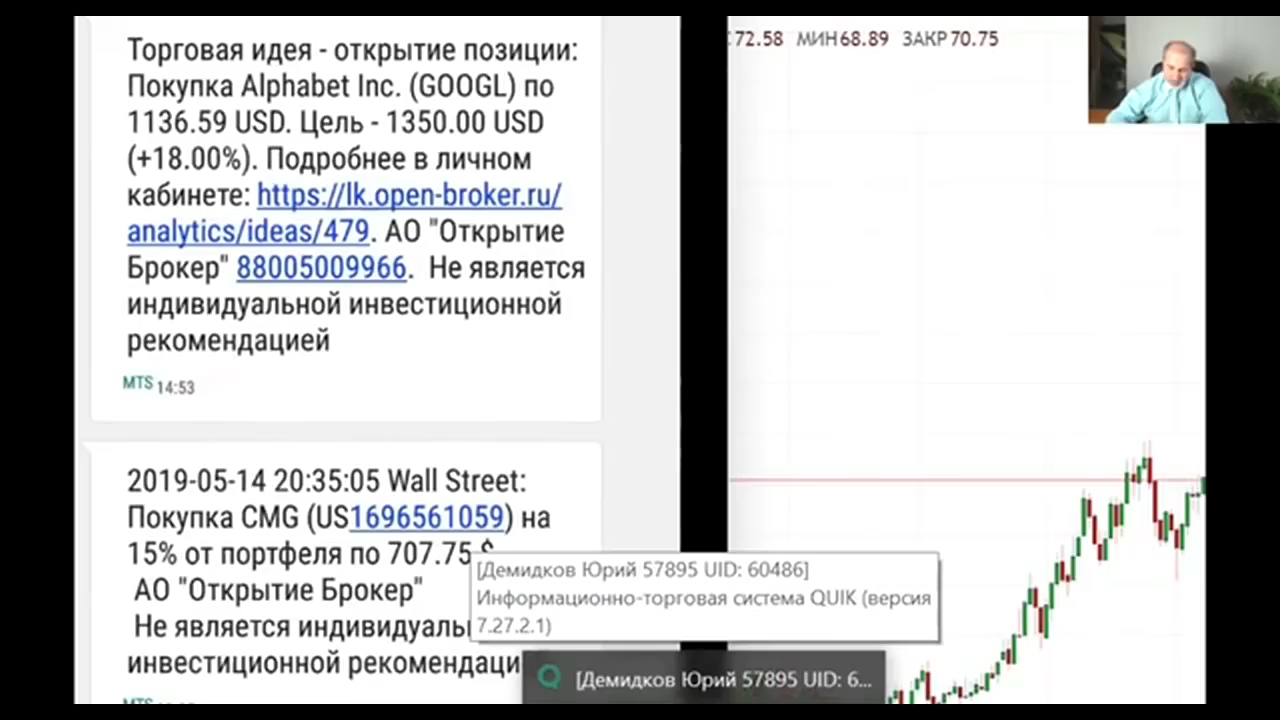 Торговая идея - открытие позиции:
Покупка Alphabet Inc. (GOOGL) по
1136.59 USD. Цель - 1350.00 USD
(+18.00%). Подробнее в личном
кабинете: https://lk.open-broker.ru/
analytics/ideas/479. АО "Открытие
Брокер" 88005009966. Не является
индивидуальной инвестиционной
рекомендацией
MTS 14:53
2019-05-14 20:35:05 Wall Street:
Покупка CMG (US1696561059) на
15% от портфеля по 707.75 $
АО "Открытие Брокер"
Не является индивидуаль
инвестиционной рекомендаци
MTS
72.58 МИН68.89 ЗАКР70.75
[Демидков Юрий 57895 UID: 60486]
Информационно-торговая система QUIK (версия
7.27.2.1)
[Демидков Юрий 57895 UID: 6...